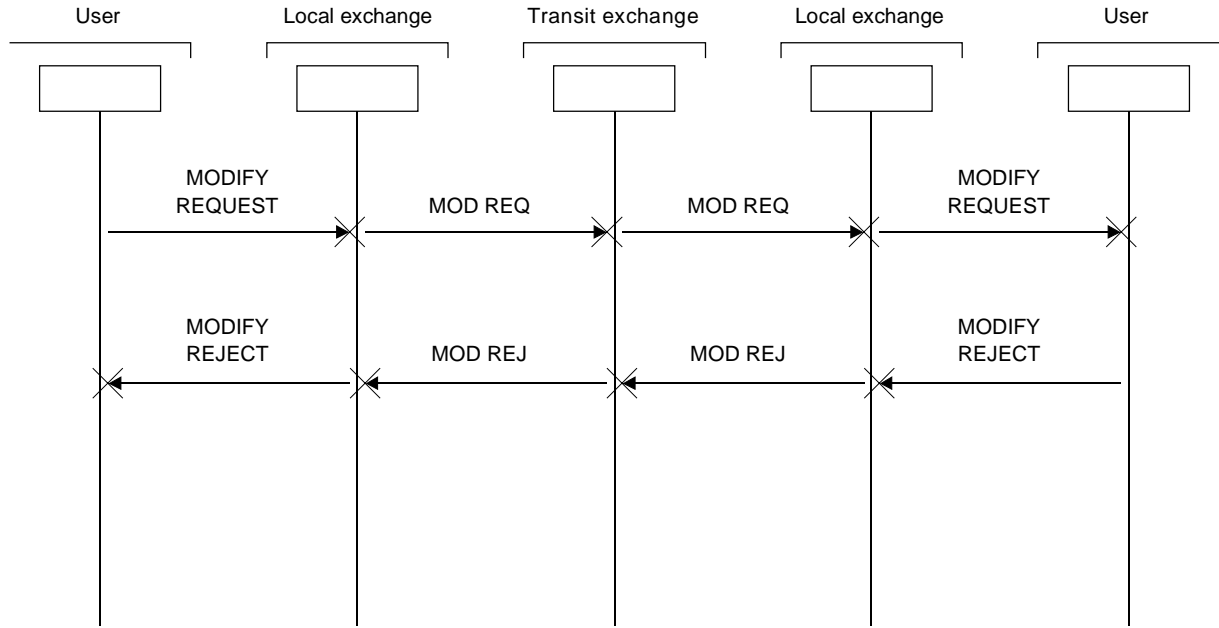 User
Local exchange
Transit exchange
Local exchange
User
MODIFY
REQUEST
MOD REQ
MOD REQ
MODIFY
REQUEST
MODIFY
REJECT
MOD REJ
MOD REJ
MODIFY
REJECT